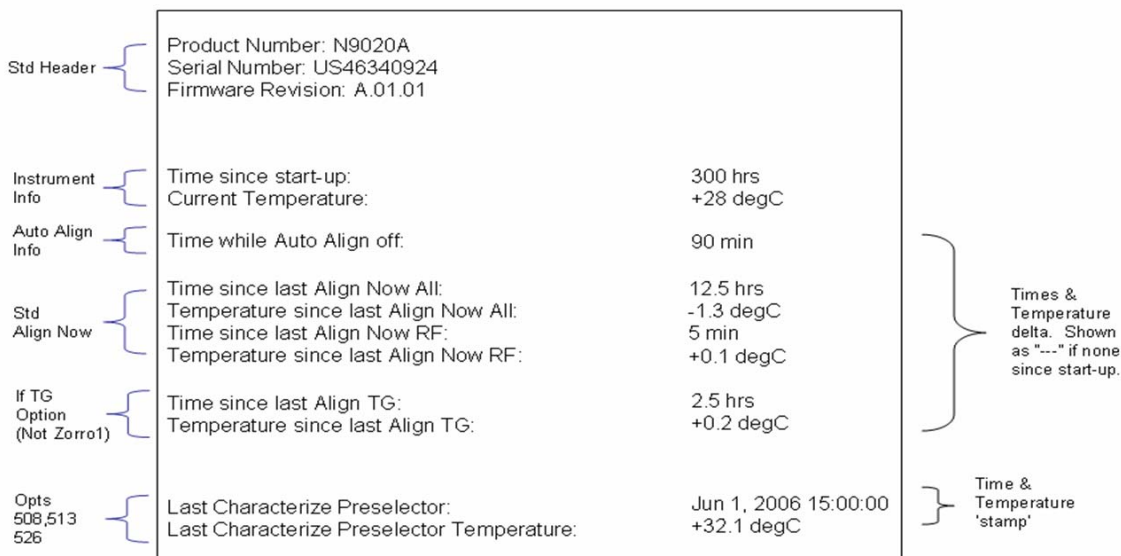 Std Header
Product Number: N9020A
Serial Number: US46340924
Firmware Revision: A.01.01
Instrument
Info
Time since start-up: 300 hrs
Current Temperature: +28 degC
Auto Align
Info
Time while Auto Align off: 90 min
Std
Align Now
Time since last Align Now All: 12.5 hrs
Temperature since last Align Now All: -1.3 degC
Time since last Align Now RF: 5 min
Temperature since last Align Now RF: +0.1 degC
Times &
Temperature
delta. Shown
as "---" if none
since start-up.
If TG
Option
(Not Zorro1)
Time since last Align TG: 2.5 hrs
Temperature since last Align TG: +0.2 degC
Opts
508,513
526
Last Characterize Preselector: Jun 1, 2006 15:00:00
Last Characterize Preselector Temperature: +32.1 degC
Time &
Temperature
'stamp'